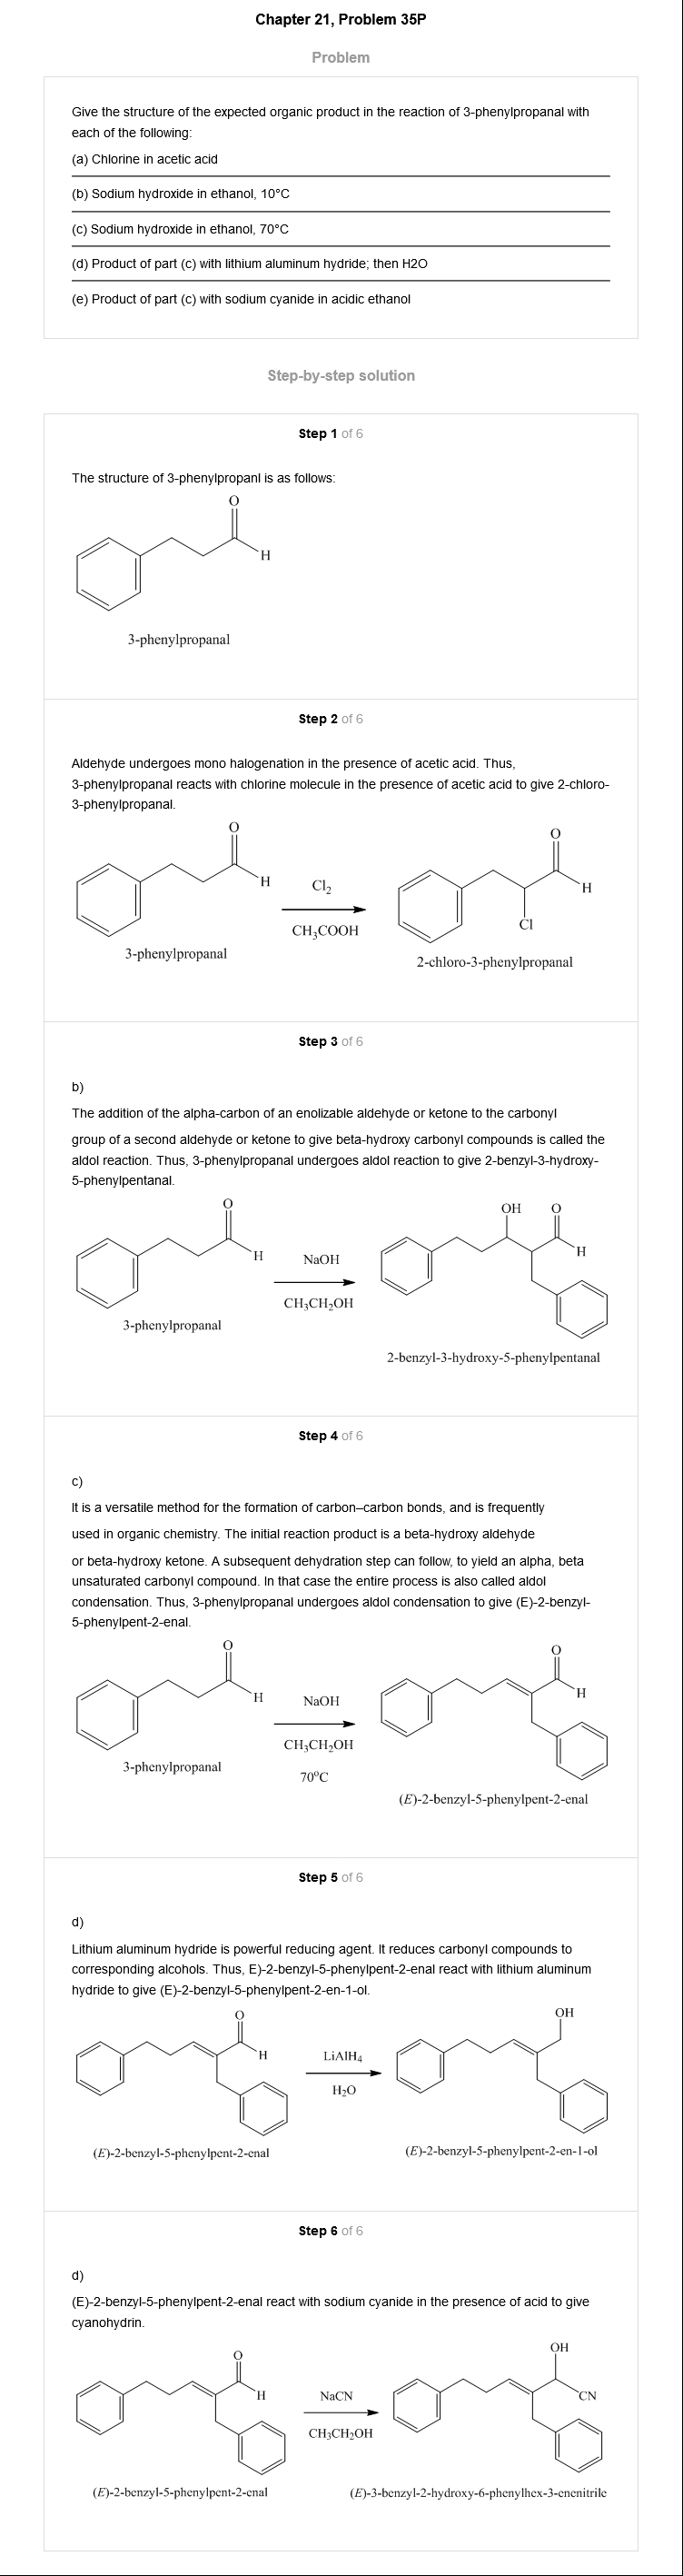 Chapter 21, Problem 35P
Problem
Give the structure of the expected organic product in the reaction of 3-phenylpropanal with
each of the following:
(a) Chlorine in acetic acid
(b) Sodium hydroxide in ethanol, 10°C
(c) Sodium hydroxide in ethanol, 70°C
(d) Product of part (c) with lithium aluminum hydride; then H2O
(e) Product of part (c) with sodium cyanide in acidic ethanol
Step-by-step solution
Step 1 of 6
The structure of 3-phenylpropanl is as follows:
O
H
3-phenylpropanal
Step 2 of 6
Aldehyde undergoes mono halogenation in the presence of acetic acid. Thus,
3-phenylpropanal reacts with chlorine molecule in the presence of acetic acid to give 2-chloro-
3-phenylpropanal.
O
H
Cl₂
CH₃COOH
O
H
Cl
3-phenylpropanal
2-chloro-3-phenylpropanal
Step 3 of 6
b)
The addition of the alpha-carbon of an enolizable aldehyde or ketone to the carbonyl
group of a second aldehyde or ketone to give beta-hydroxy carbonyl compounds is called the
aldol reaction. Thus, 3-phenylpropanal undergoes aldol reaction to give 2-benzyl-3-hydroxy-
5-phenylpentanal.
O
H
NaOH
CH₃CH₂OH
OH O
H
3-phenylpropanal
2-benzyl-3-hydroxy-5-phenylpentanal
Step 4 of 6
c)
It is a versatile method for the formation of carbon–carbon bonds, and is frequently
used in organic chemistry. The initial reaction product is a beta-hydroxy aldehyde
or beta-hydroxy ketone. A subsequent dehydration step can follow, to yield an alpha, beta
unsaturated carbonyl compound. In that case the entire process is also called aldol
condensation. Thus, 3-phenylpropanal undergoes aldol condensation to give (E)-2-benzyl-
5-phenylpent-2-enal.
O
H
NaOH
CH₃CH₂OH
70°C
O
H
3-phenylpropanal
(E)-2-benzyl-5-phenylpent-2-enal
Step 5 of 6
d)
Lithium aluminum hydride is powerful reducing agent. It reduces carbonyl compounds to
corresponding alcohols. Thus, E)-2-benzyl-5-phenylpent-2-enal react with lithium aluminum
hydride to give (E)-2-benzyl-5-phenylpent-2-en-1-ol.
O
H
LiAlH₄
H₂O
OH
(E)-2-benzyl-5-phenylpent-2-enal
(E)-2-benzyl-5-phenylpent-2-en-1-ol
Step 6 of 6
d)
(E)-2-benzyl-5-phenylpent-2-enal react with sodium cyanide in the presence of acid to give
cyanohydrin.
O
H
NaCN
CH₃CH₂OH
OH
CN
(E)-2-benzyl-5-phenylpent-2-enal
(E)-3-benzyl-2-hydroxy-6-phenylhex-3-enenitrile